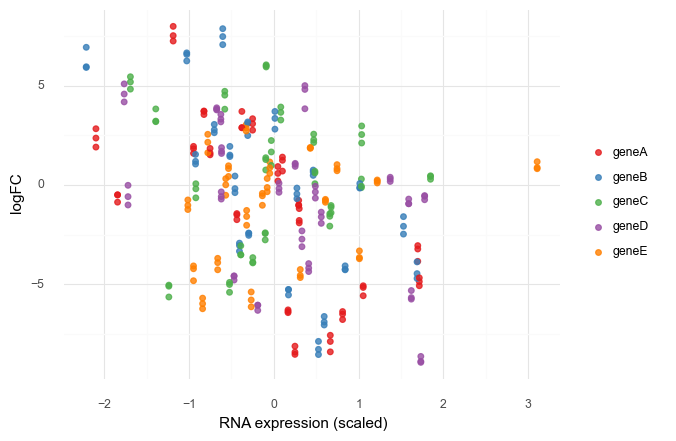 logFC
5
0
−5
−2
−1
0
1
2
3
RNA expression (scaled)
geneA
geneB
geneC
geneD
geneE